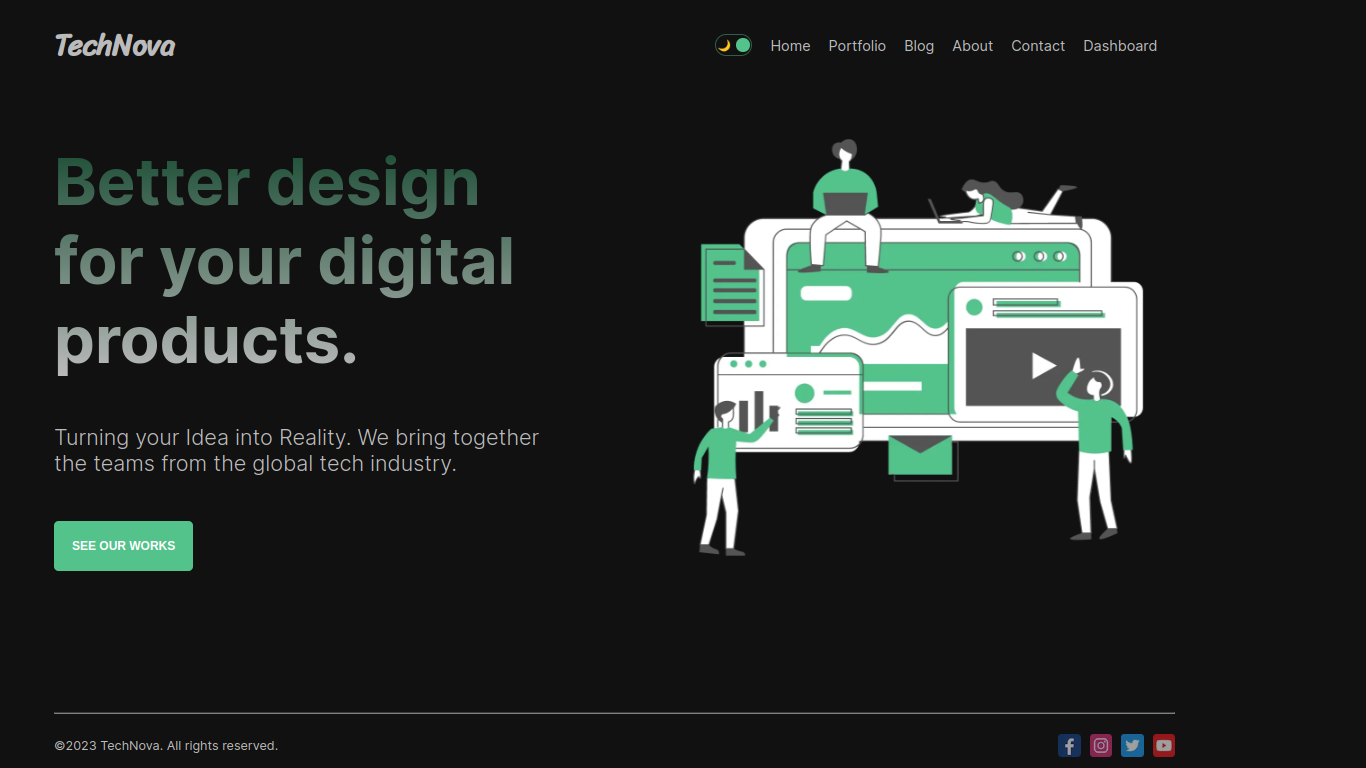 TechNova
Home Portfolio Blog About Contact Dashboard
Better design
for your digital
products.
Turning your Idea into Reality. We bring together
the teams from the global tech industry.
SEE OUR WORKS
©2023 TechNova. All rights reserved.